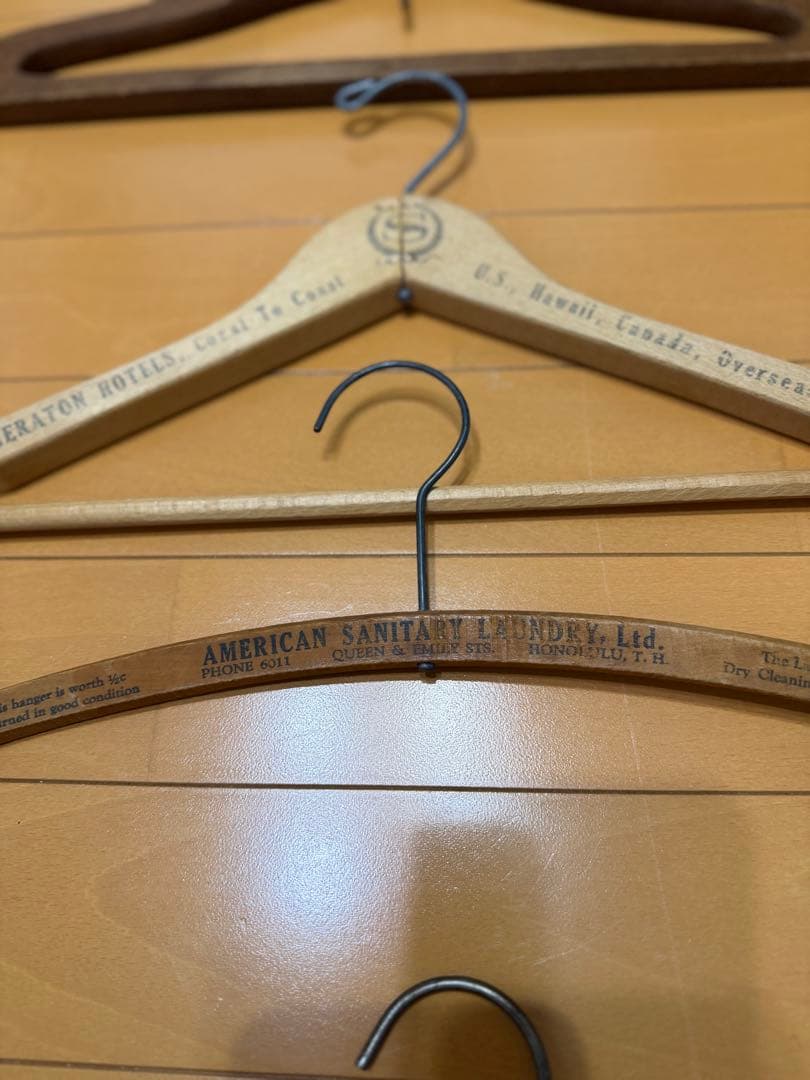 S
ERATON HOTELS, Coast To Coast
U.S., Hawaii, Canada, Overseas
AMERICAN SANITARY LAUNDRY, Ltd.
PHONE 6011 QUEEN & EMILY STS. HONOLULU, T. H.
is hanger is worth ½c
urned in good condition
The L
Dry Cleanin